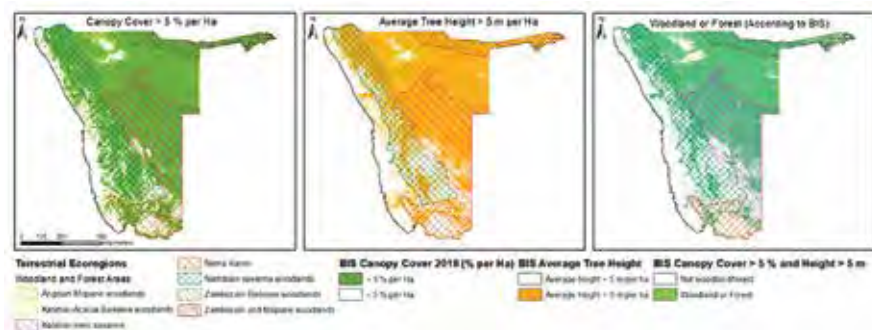 Canopy Cover > 5 % per Ha
Average Tree Height > 5 m per Ha
Woodland or Forest (According to BIS)
Terrestrial Ecoregions
Woodland and Forest Areas
Angolan Mopane woodlands
Kalahari Acacia-Baikiaea woodlands
Kalahari xeric savanna
Nama Karoo
Namibian savanna woodlands
Zambezian Baikiaea woodlands
Zambezian and Mopane woodlands
BIS Canopy Cover 2018 (% per Ha)
5 % per Ha
5 % per Ha
BIS Average Tree Height
Average height 5 m per Ha
Average height 5 m per Ha
BIS Canopy Cover > 5 % and Height > 5 m
Not woodland/forest
Woodland or Forest